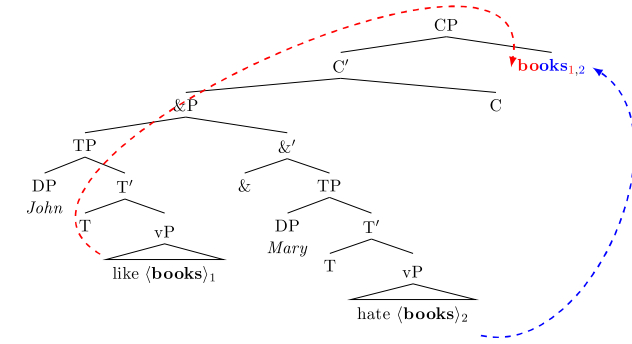 CP
C′ books1,2
&P C
TP &′
DP T′ & TP
John
T vP DP T′
Mary
like ⟨books⟩1 T vP
hate ⟨books⟩2